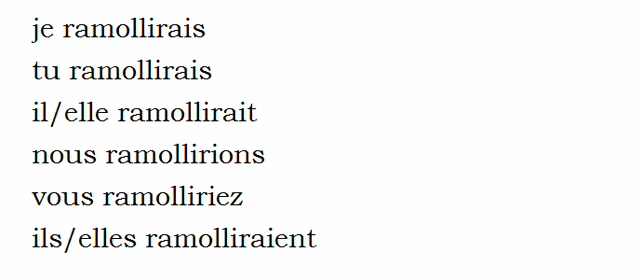 je ramollirais
tu ramollirais
il/elle ramollirait
nous ramollirions
vous ramolliriez
ils/elles ramolliraient